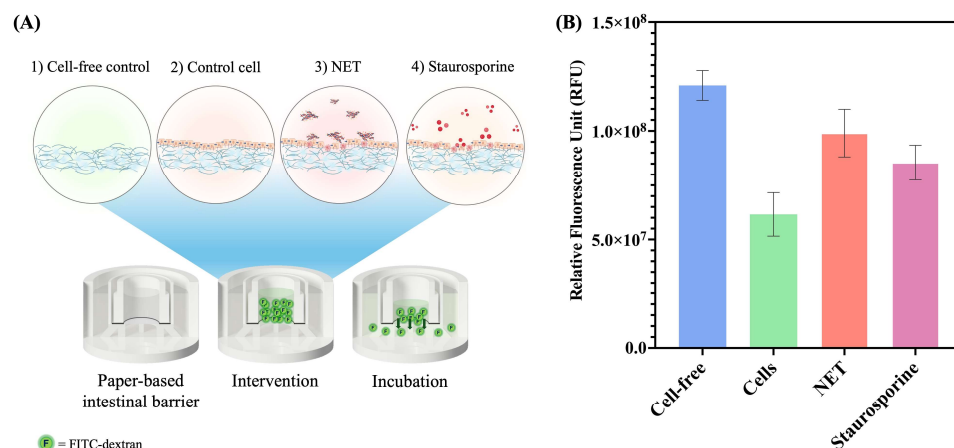 (A)
1) Cell-free control
2) Control cell
3) NET
4) Staurosporine
F F F F F F F F F F F
F F F F F F F F F F F
Paper-based
intestinal barrier
Intervention
Incubation
F = FITC-dextran
(B)
Relative Fluorescence Unit (RFU)
1.5×10⁸
1.0×10⁸
5.0×10⁷
0.0
Cell-free
Cells
NET
Staurosporine